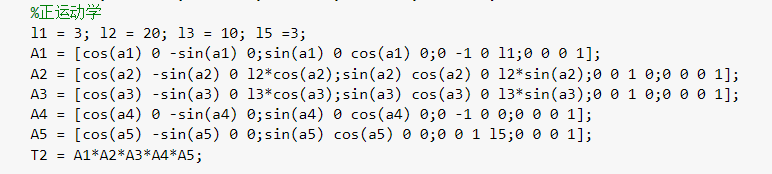 %正运动学
l1 = 3; l2 = 20; l3 = 10; l5 =3;
A1 = [cos(a1) 0 -sin(a1) 0;sin(a1) 0 cos(a1) 0;0 -1 0 l1;0 0 0 1];
A2 = [cos(a2) -sin(a2) 0 l2*cos(a2);sin(a2) cos(a2) 0 l2*sin(a2);0 0 1 0;0 0 0 1];
A3 = [cos(a3) -sin(a3) 0 l3*cos(a3);sin(a3) cos(a3) 0 l3*sin(a3);0 0 1 0;0 0 0 1];
A4 = [cos(a4) 0 -sin(a4) 0;sin(a4) 0 cos(a4) 0;0 -1 0 0;0 0 0 1];
A5 = [cos(a5) -sin(a5) 0 0;sin(a5) cos(a5) 0 0;0 0 1 l5;0 0 0 1];
T2 = A1*A2*A3*A4*A5;